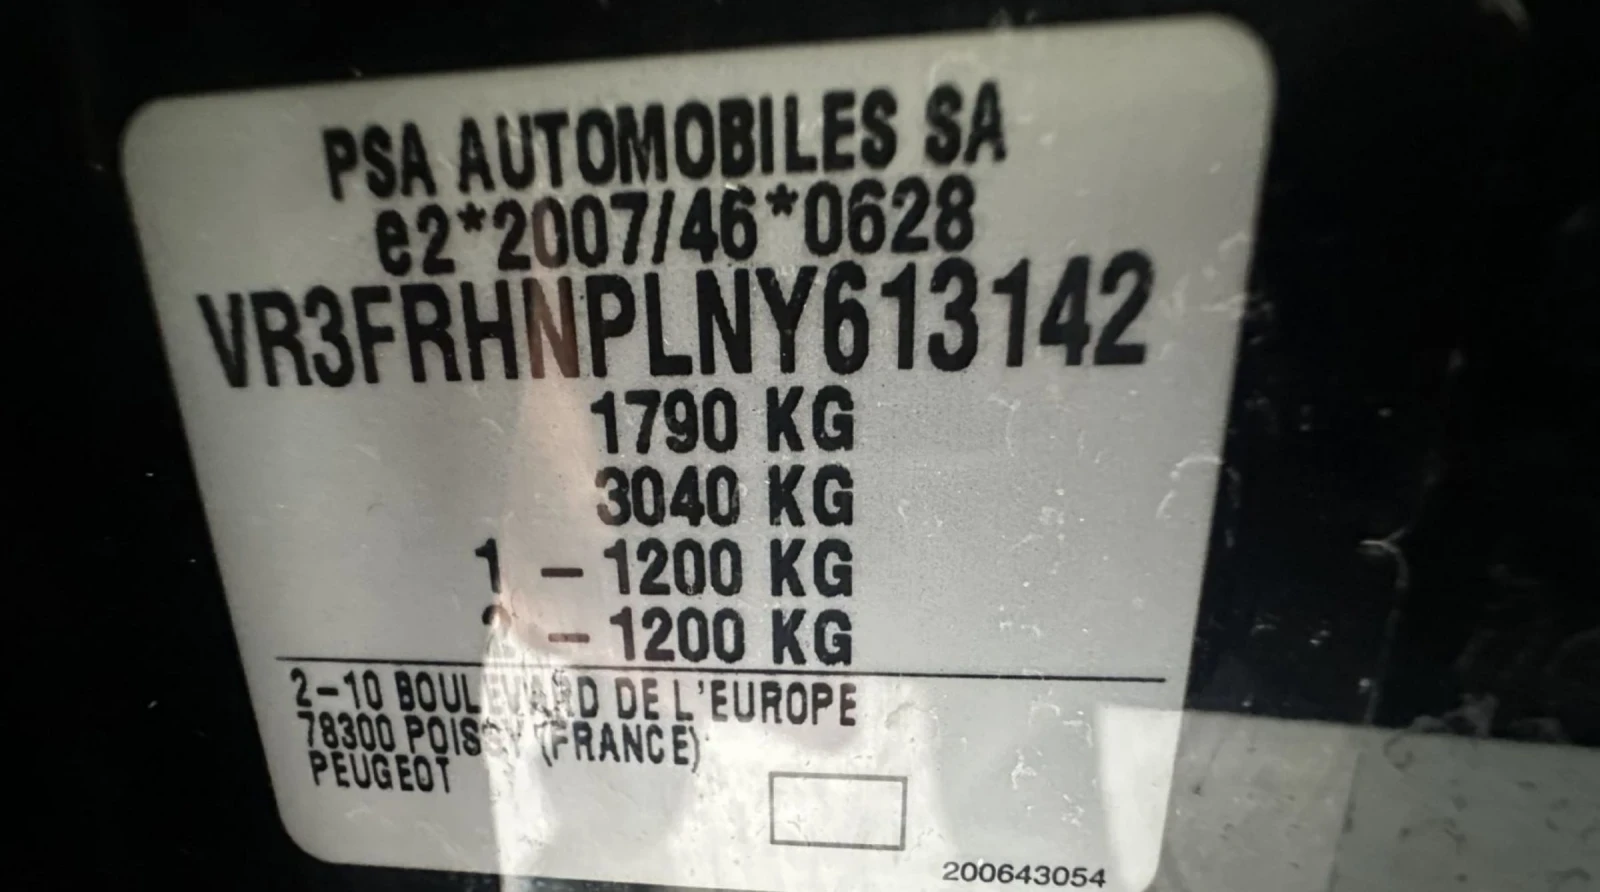 PSA AUTOMOBILES SA
e2*2007/46*0628
VR3FRHNPLNY613142
1790 KG
3040 KG
1 – 1200 KG
2 – 1200 KG
2–10 BOULEVARD DE L'EUROPE
78300 POISSY (FRANCE)
PEUGEOT
200643054